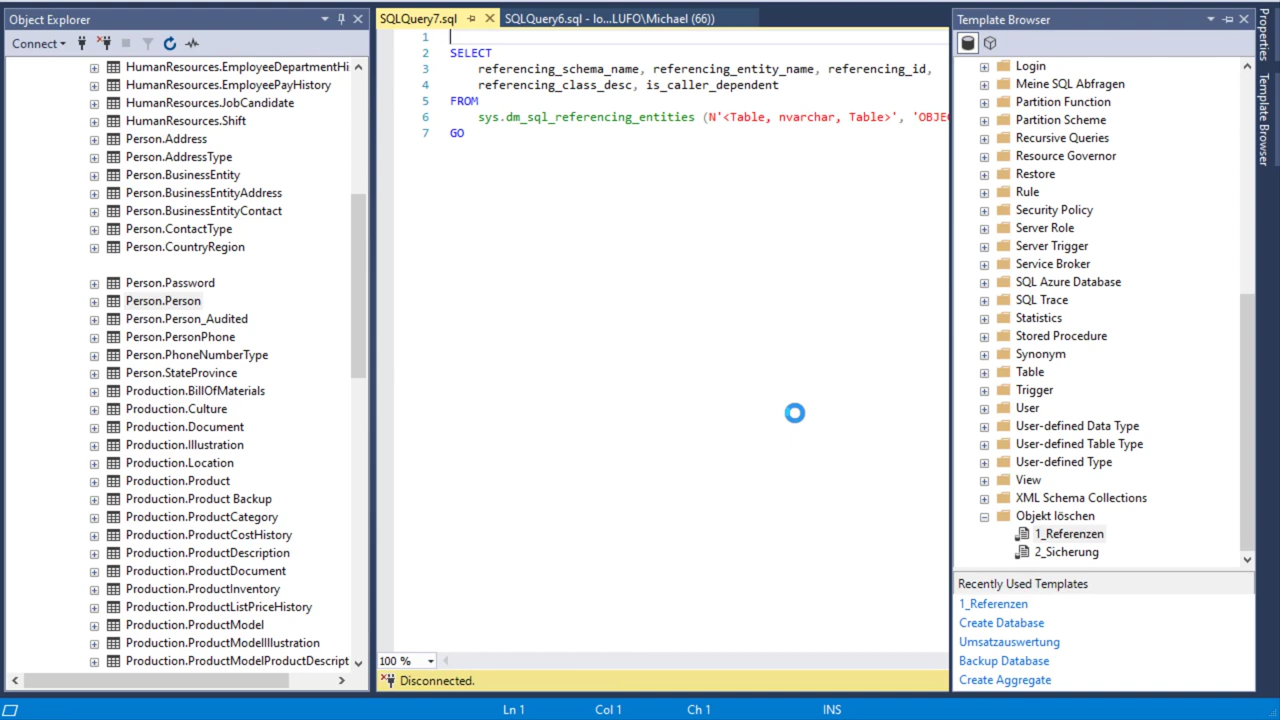 Object Explorer
Connect
HumanResources.EmployeeDepartmentHi
HumanResources.EmployeePayHistory
HumanResources.JobCandidate
HumanResources.Shift
Person.Address
Person.AddressType
Person.BusinessEntity
Person.BusinessEntityAddress
Person.BusinessEntityContact
Person.ContactType
Person.CountryRegion
Person.Password
Person.Person
Person.Person_Audited
Person.PersonPhone
Person.PhoneNumberType
Person.StateProvince
Production.BillOfMaterials
Production.Culture
Production.Document
Production.Illustration
Production.Location
Production.Product
Production.Product Backup
Production.ProductCategory
Production.ProductCostHistory
Production.ProductDescription
Production.ProductDocument
Production.ProductInventory
Production.ProductListPriceHistory
Production.ProductModel
Production.ProductModelIllustration
Production.ProductModelProductDescript
SQLQuery7.sql
SQLQuery6.sql - lo...LUFO\Michael (66))
1
2 SELECT
3 referencing_schema_name, referencing_entity_name, referencing_id,
4 referencing_class_desc, is_caller_dependent
5 FROM
6 sys.dm_sql_referencing_entities (N'<Table, nvarchar, Table>', 'OBJEC
7 GO
100 %
Disconnected.
Template Browser
Login
Meine SQL Abfragen
Partition Function
Partition Scheme
Recursive Queries
Resource Governor
Restore
Rule
Security Policy
Server Role
Server Trigger
Service Broker
SQL Azure Database
SQL Trace
Statistics
Stored Procedure
Synonym
Table
Trigger
User
User-defined Data Type
User-defined Table Type
User-defined Type
View
XML Schema Collections
Objekt löschen
1_Referenzen
2_Sicherung
Recently Used Templates
1_Referenzen
Create Database
Umsatzauswertung
Backup Database
Create Aggregate
Properties
Template Browser
Ln 1
Col 1
Ch 1
INS